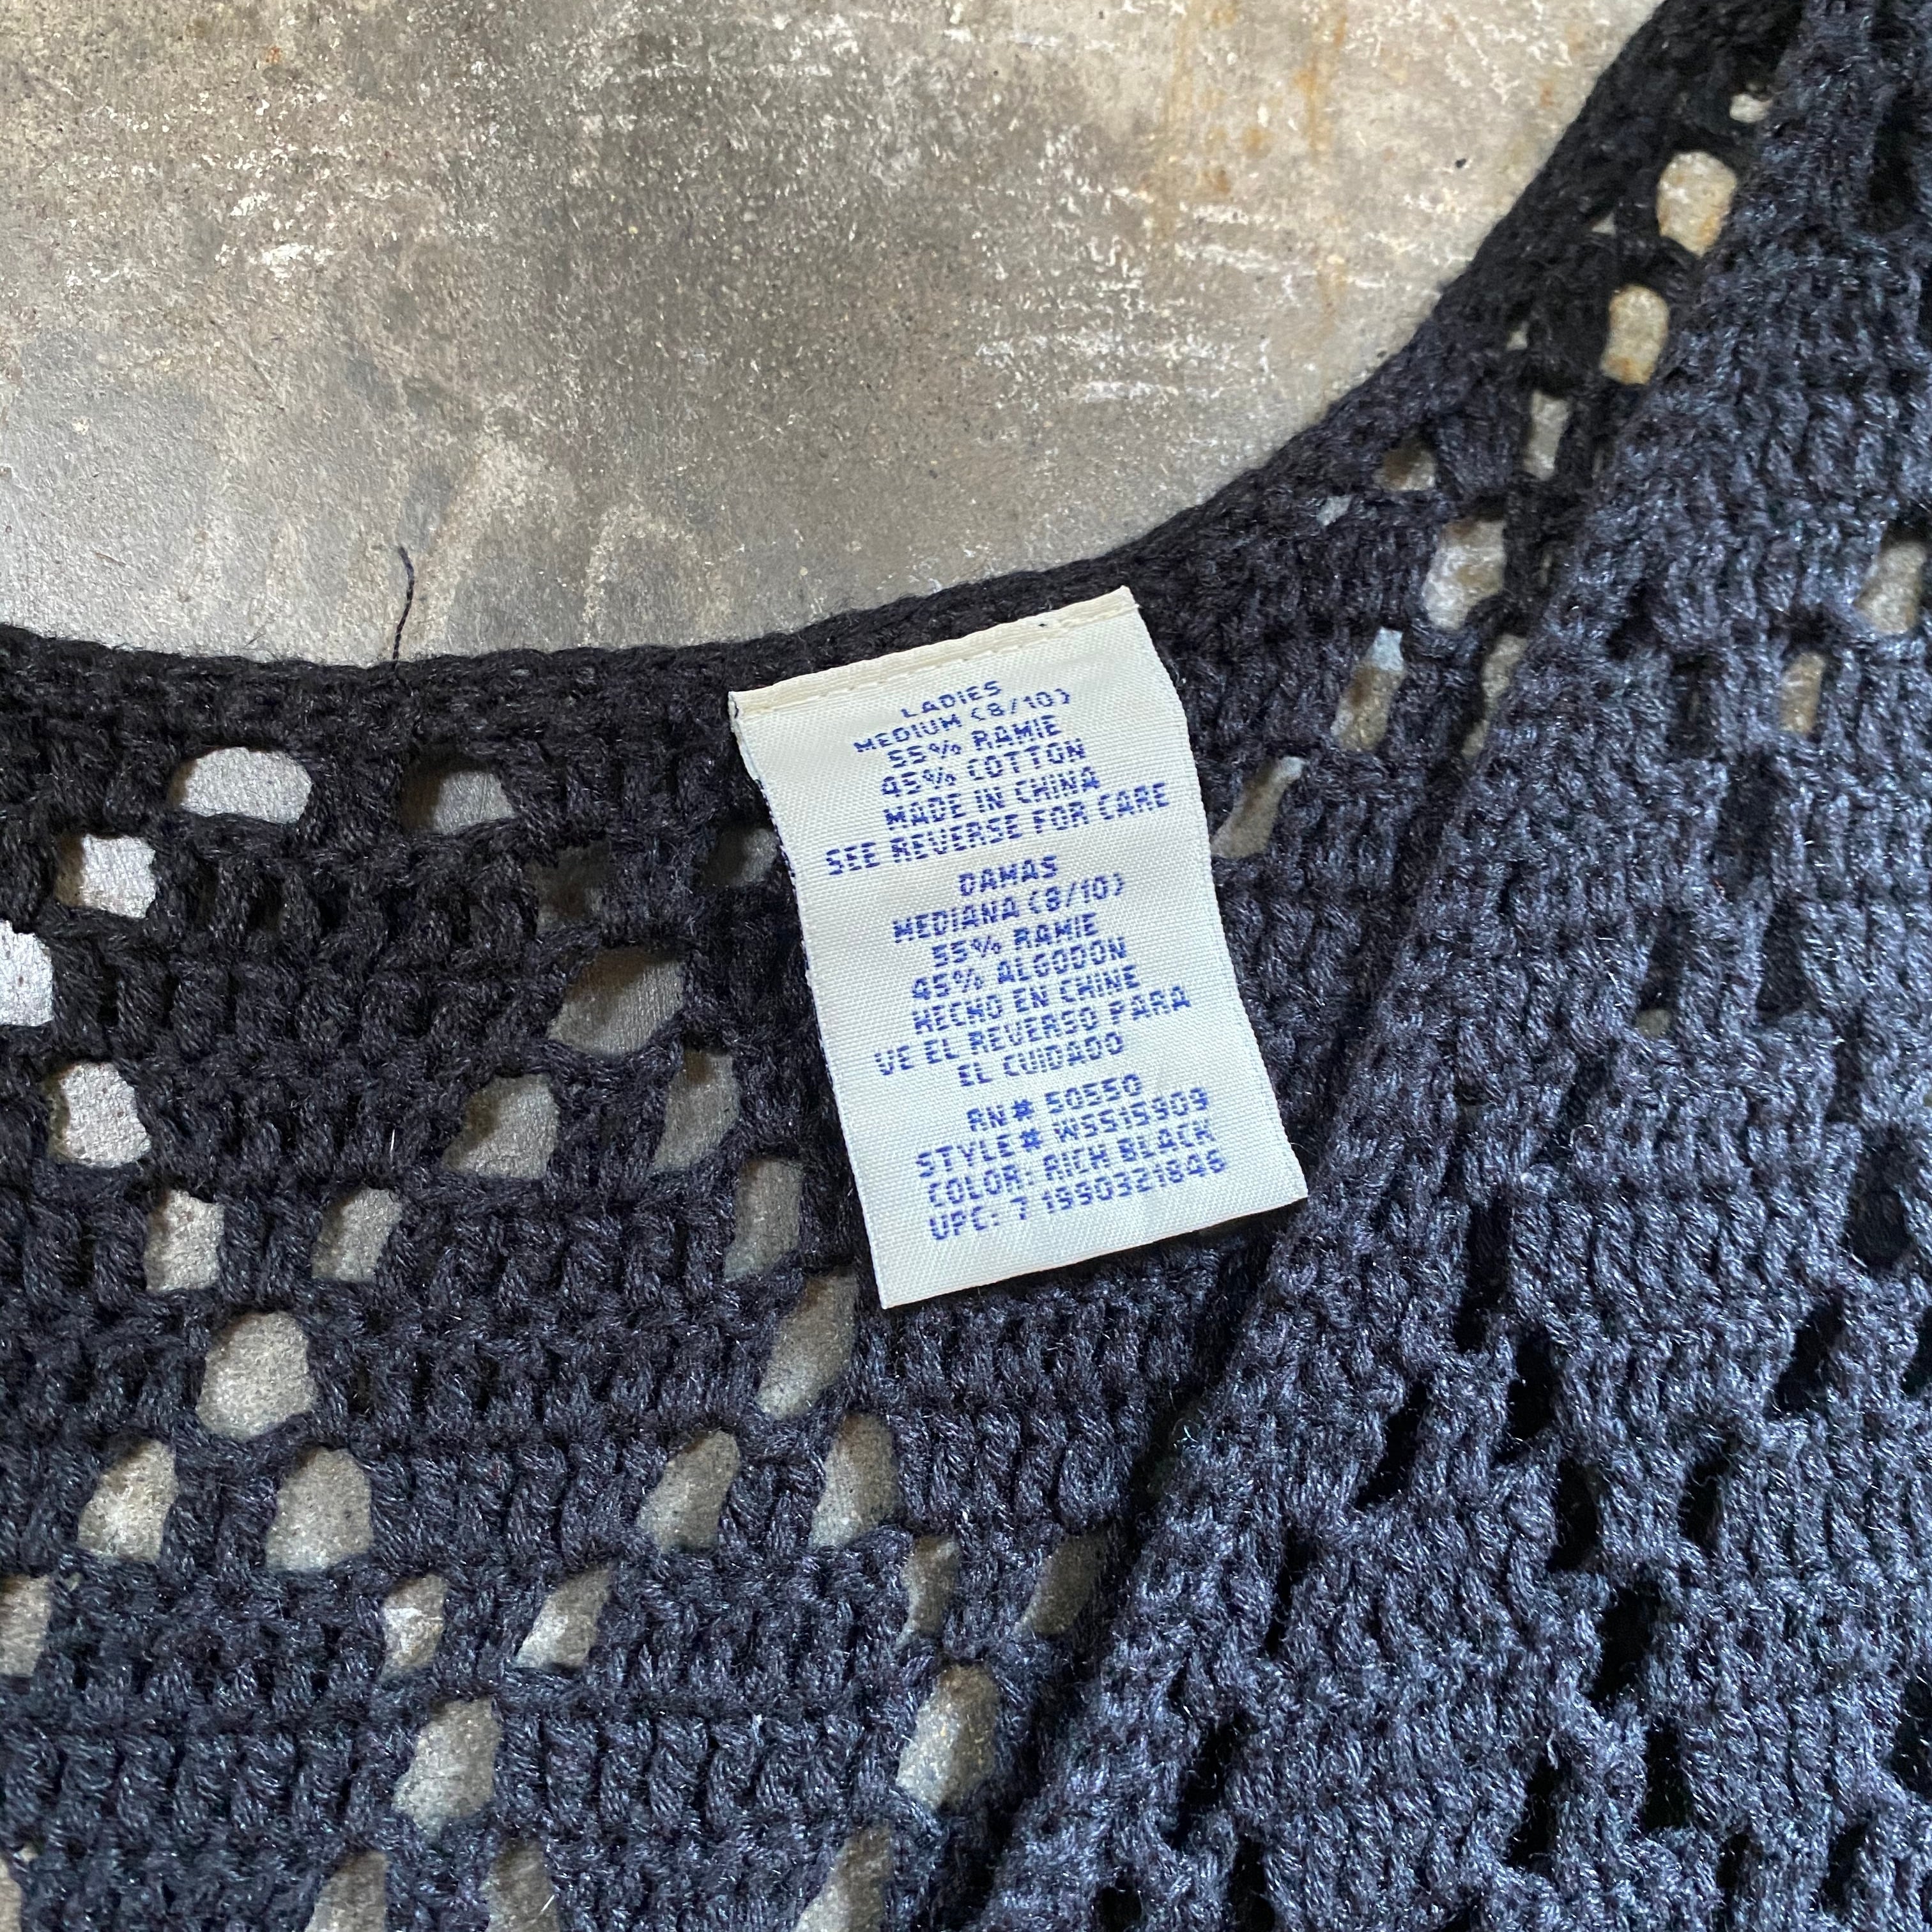 LADIES
MEDIUM (8/10)
55% RAMIE
45% COTTON
MADE IN CHINA
SEE REVERSE FOR CARE
DAMAS
MEDIANA (8/10)
55% RAMIE
45% ALGODON
HECHO EN CHINE
VE EL REVERSO PARA
EL CUIDADO
RN# 50550
STYLE# WSS15909
COLOR: RICH BLACK
UPC: 7 1990321846